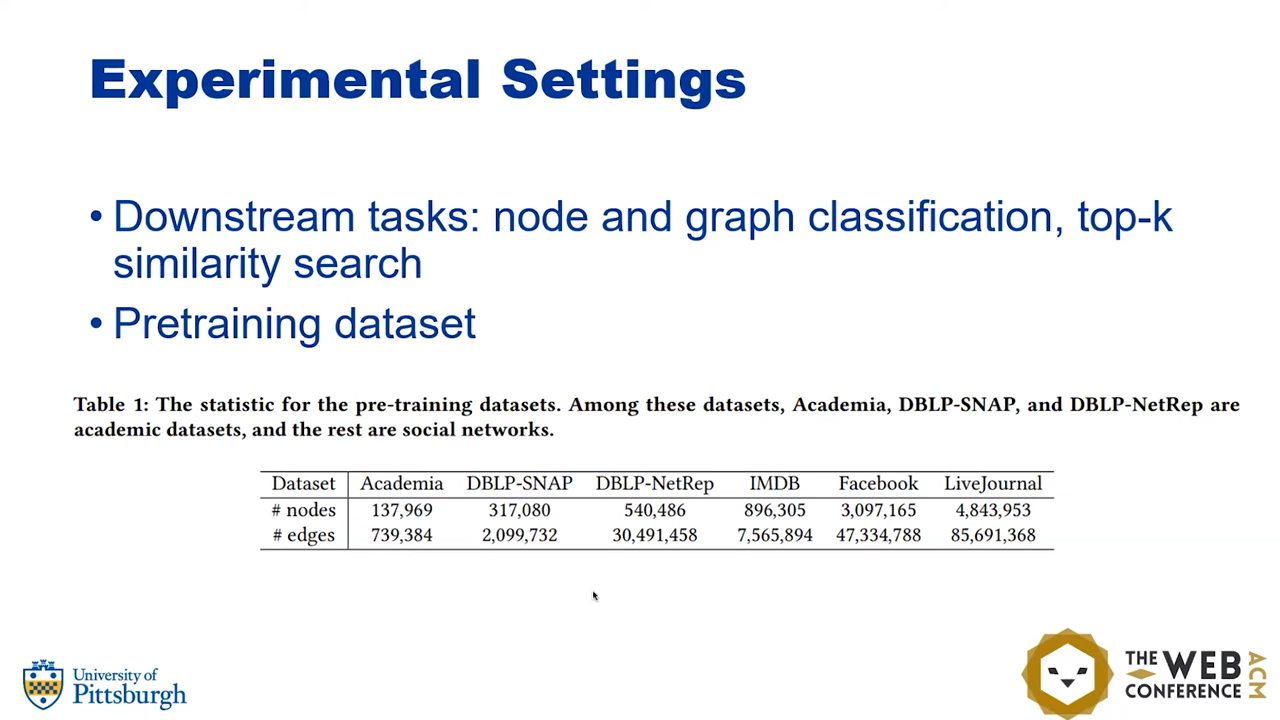 Experimental Settings
• Downstream tasks: node and graph classification, top-k
similarity search
• Pretraining dataset
Table 1: The statistic for the pre-training datasets. Among these datasets, Academia, DBLP-SNAP, and DBLP-NetRep are
academic datasets, and the rest are social networks.
Dataset Academia DBLP-SNAP DBLP-NetRep IMDB Facebook LiveJournal
# nodes 137,969 317,080 540,486 896,305 3,097,165 4,843,953
# edges 739,384 2,099,732 30,491,458 7,565,894 47,334,788 85,691,368
University of
Pittsburgh
THE WEB
CONFERENCE
ACM